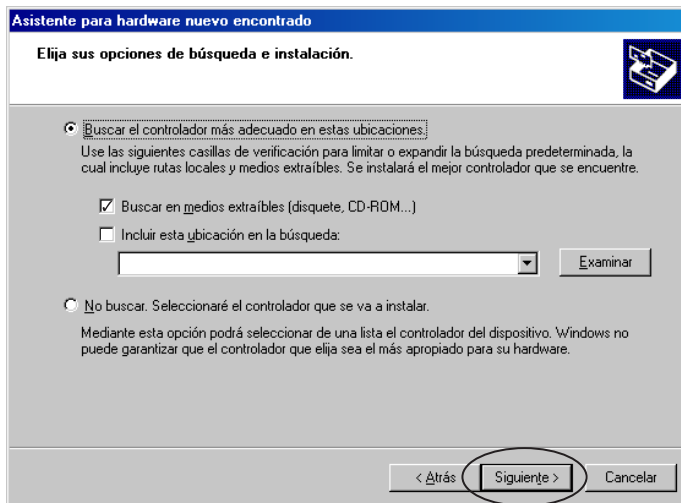 Asistente para hardware nuevo encontrado
Elija sus opciones de búsqueda e instalación.
Buscar el controlador más adecuado en estas ubicaciones.
Use las siguientes casillas de verificación para limitar o expandir la búsqueda predeterminada, la
cual incluye rutas locales y medios extraíbles. Se instalará el mejor controlador que se encuentre.
Buscar en medios extraíbles (disquete, CD-ROM...)
Incluir esta ubicación en la búsqueda:
Examinar
No buscar. Seleccionaré el controlador que se va a instalar.
Mediante esta opción podrá seleccionar de una lista el controlador del dispositivo. Windows no
puede garantizar que el controlador que elija sea el más apropiado para su hardware.
< Atrás Siguiente > Cancelar